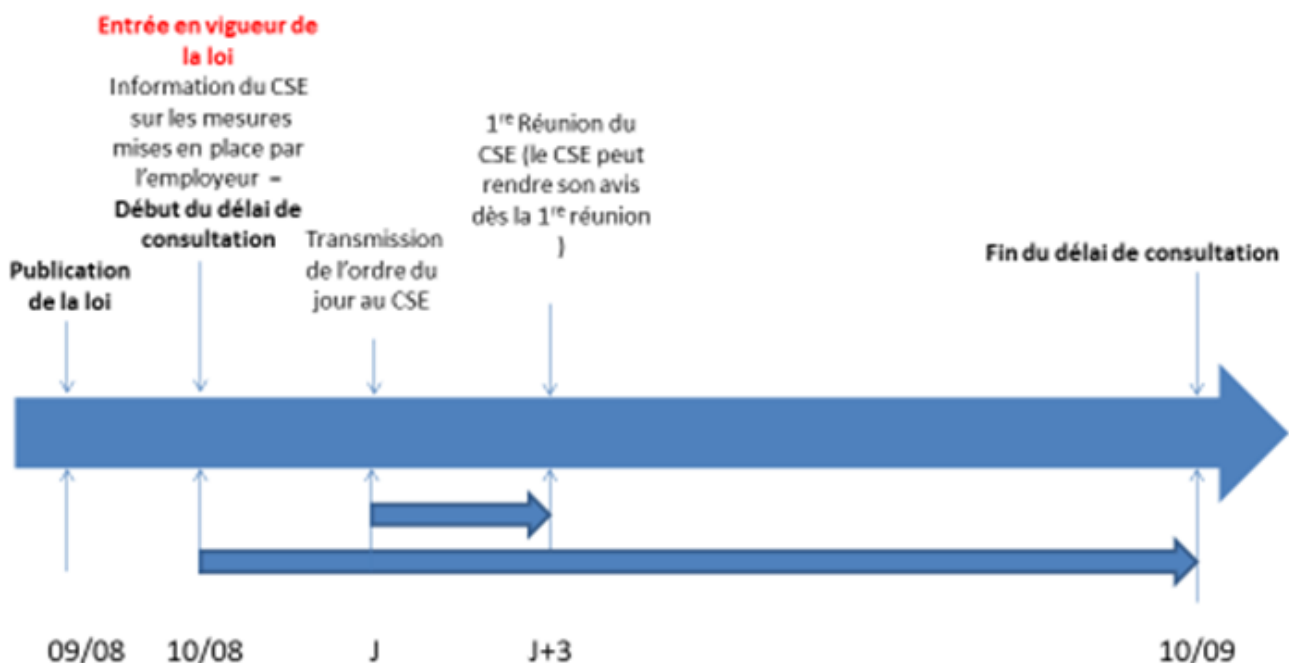 Entrée en vigueur de
la loi
Information du CSE
sur les mesures
mises en place par
l'employeur –
Début du délai de
consultation
Publication
de la loi
Transmission
de l'ordre du
jour au CSE
1re Réunion du
CSE (le CSE peut
rendre son avis
dès la 1re réunion
)
Fin du délai de consultation
09/08
10/08
J
J+3
10/09